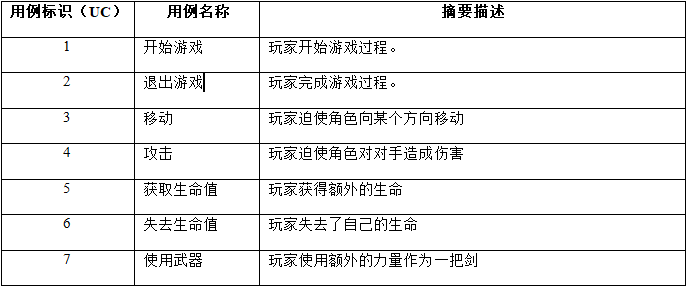 用例标识（UC） 用例名称 摘要描述
1 开始游戏 玩家开始游戏过程。
2 退出游戏 玩家完成游戏过程。
3 移动 玩家迫使角色向某个方向移动
4 攻击 玩家迫使角色对对手造成伤害
5 获取生命值 玩家获得额外的生命
6 失去生命值 玩家失去了自己的生命
7 使用武器 玩家使用额外的力量作为一把剑